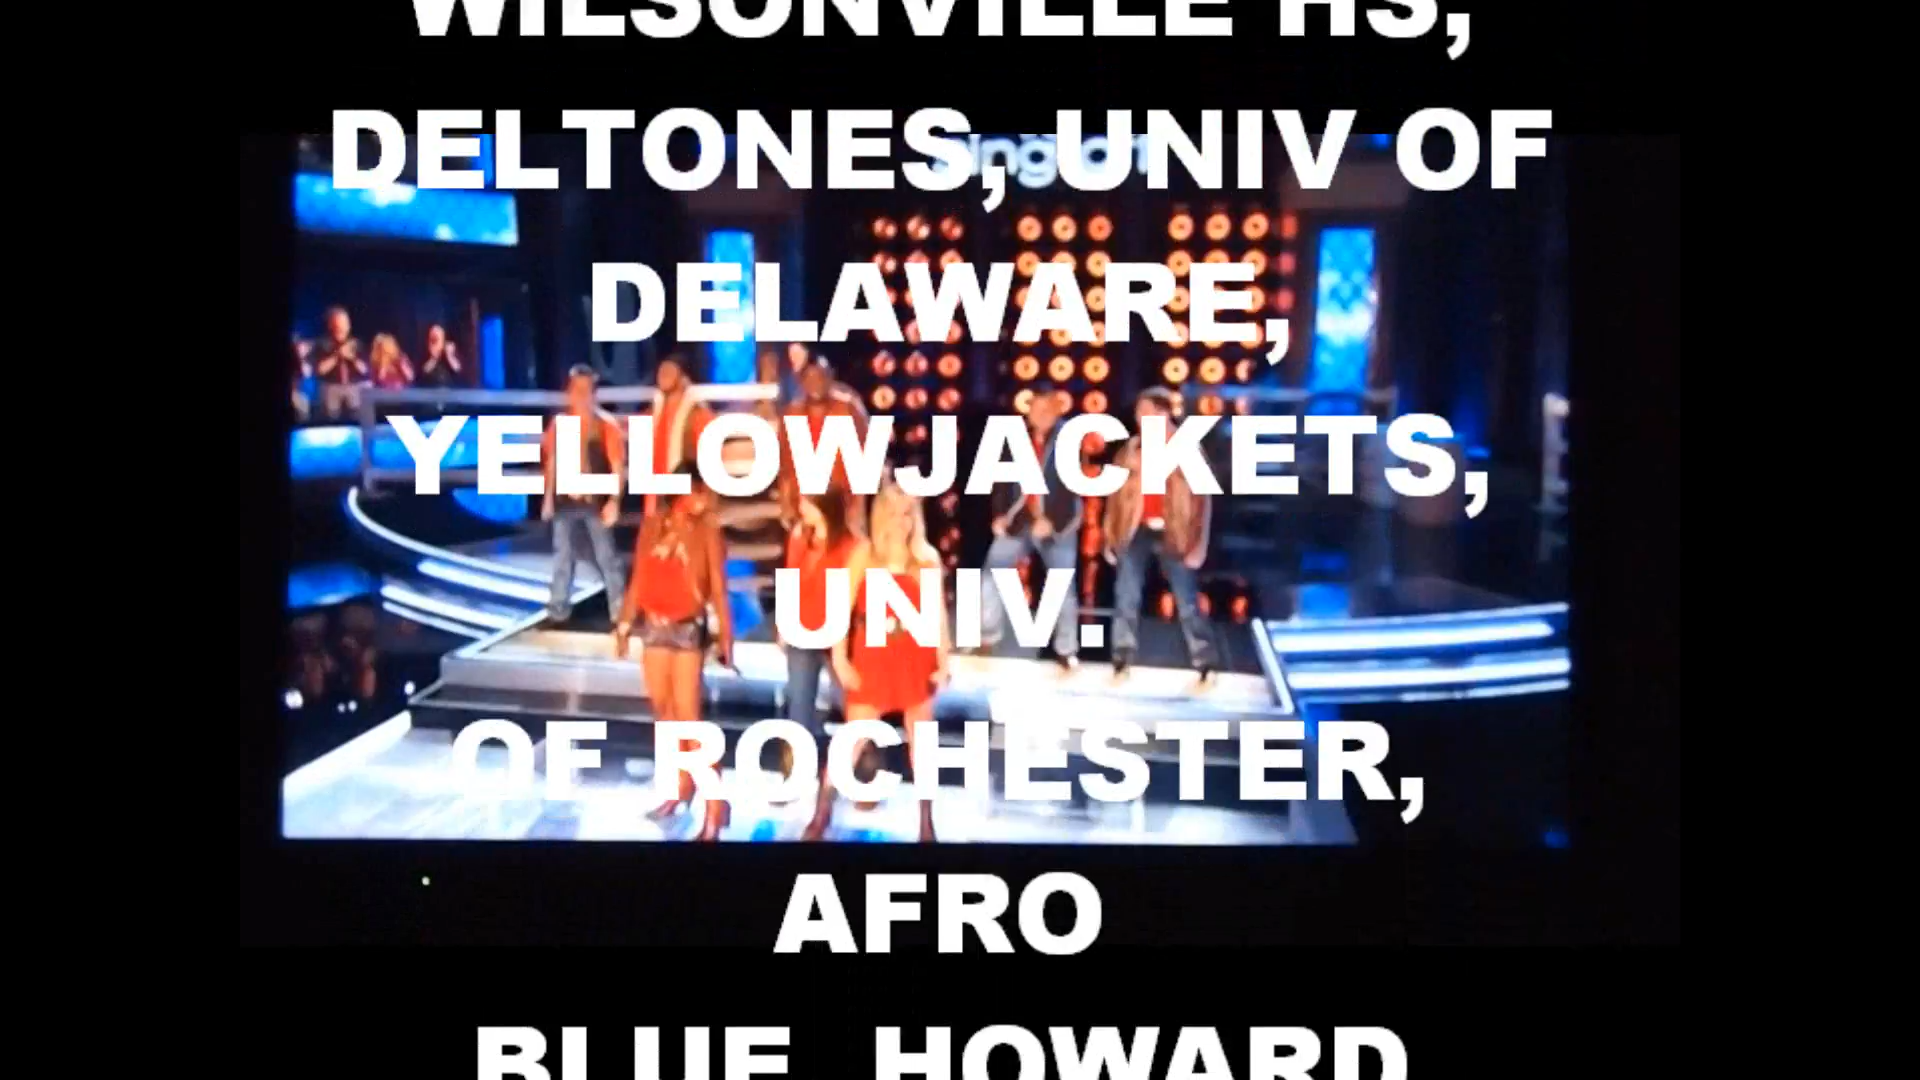 WILSONVILLE HS,
DELTONES, UNIV OF
DELAWARE,
YELLOWJACKETS,
UNIV.
OF ROCHESTER,
AFRO
BLUE, HOWARD